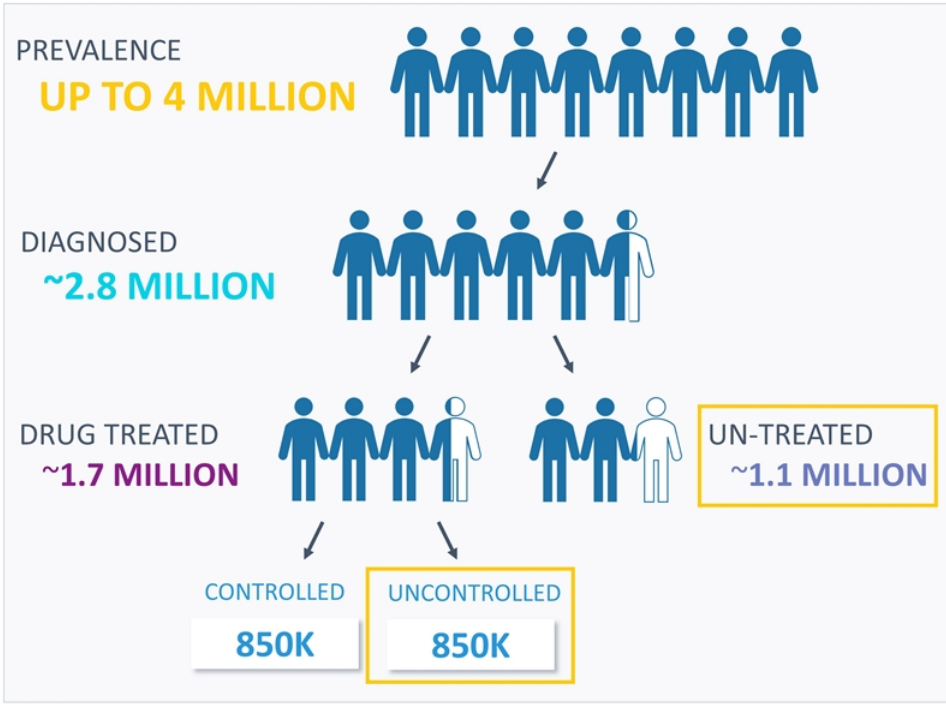 PREVALENCE
UP TO 4 MILLION
DIAGNOSED
~2.8 MILLION
DRUG TREATED
~1.7 MILLION
UN-TREATED
~1.1 MILLION
CONTROLLED
850K
UNCONTROLLED
850K